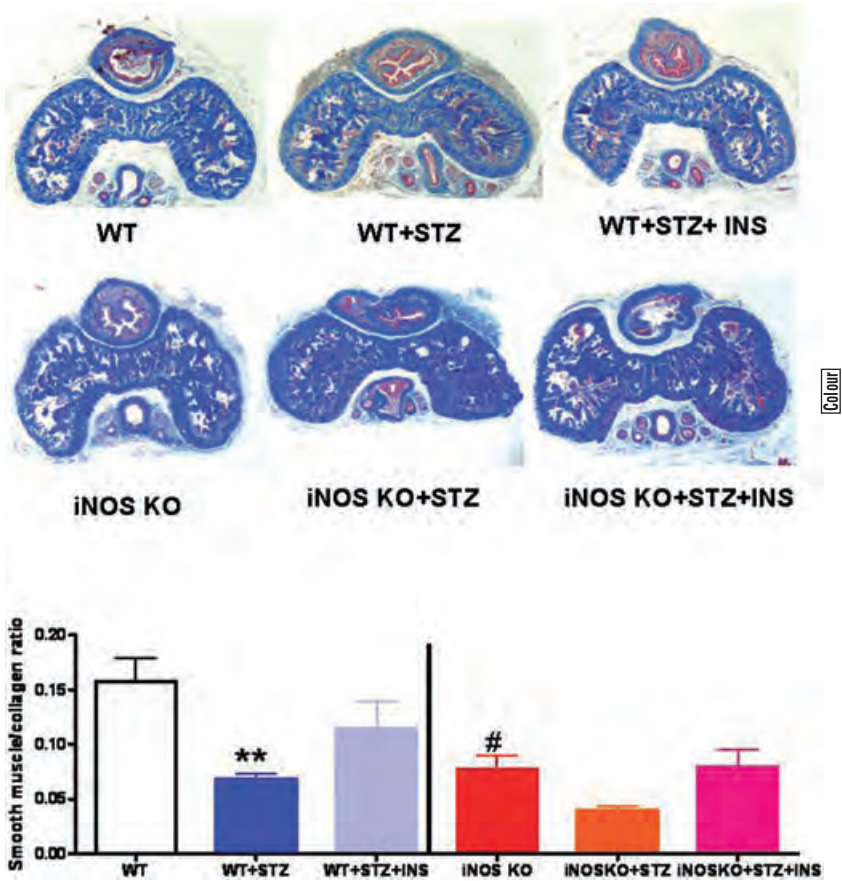 WT
WT+STZ
WT+STZ+ INS
Colour
iNOS KO
iNOS KO+STZ
iNOS KO+STZ+INS
Smooth muscle/collagen ratio
0.20
0.15
0.10
0.05
0.00
**
#
WT
WT+STZ
WT+STZ+INS
iNOS KO
iNOSKO+STZ
iNOSKO+STZ+INS